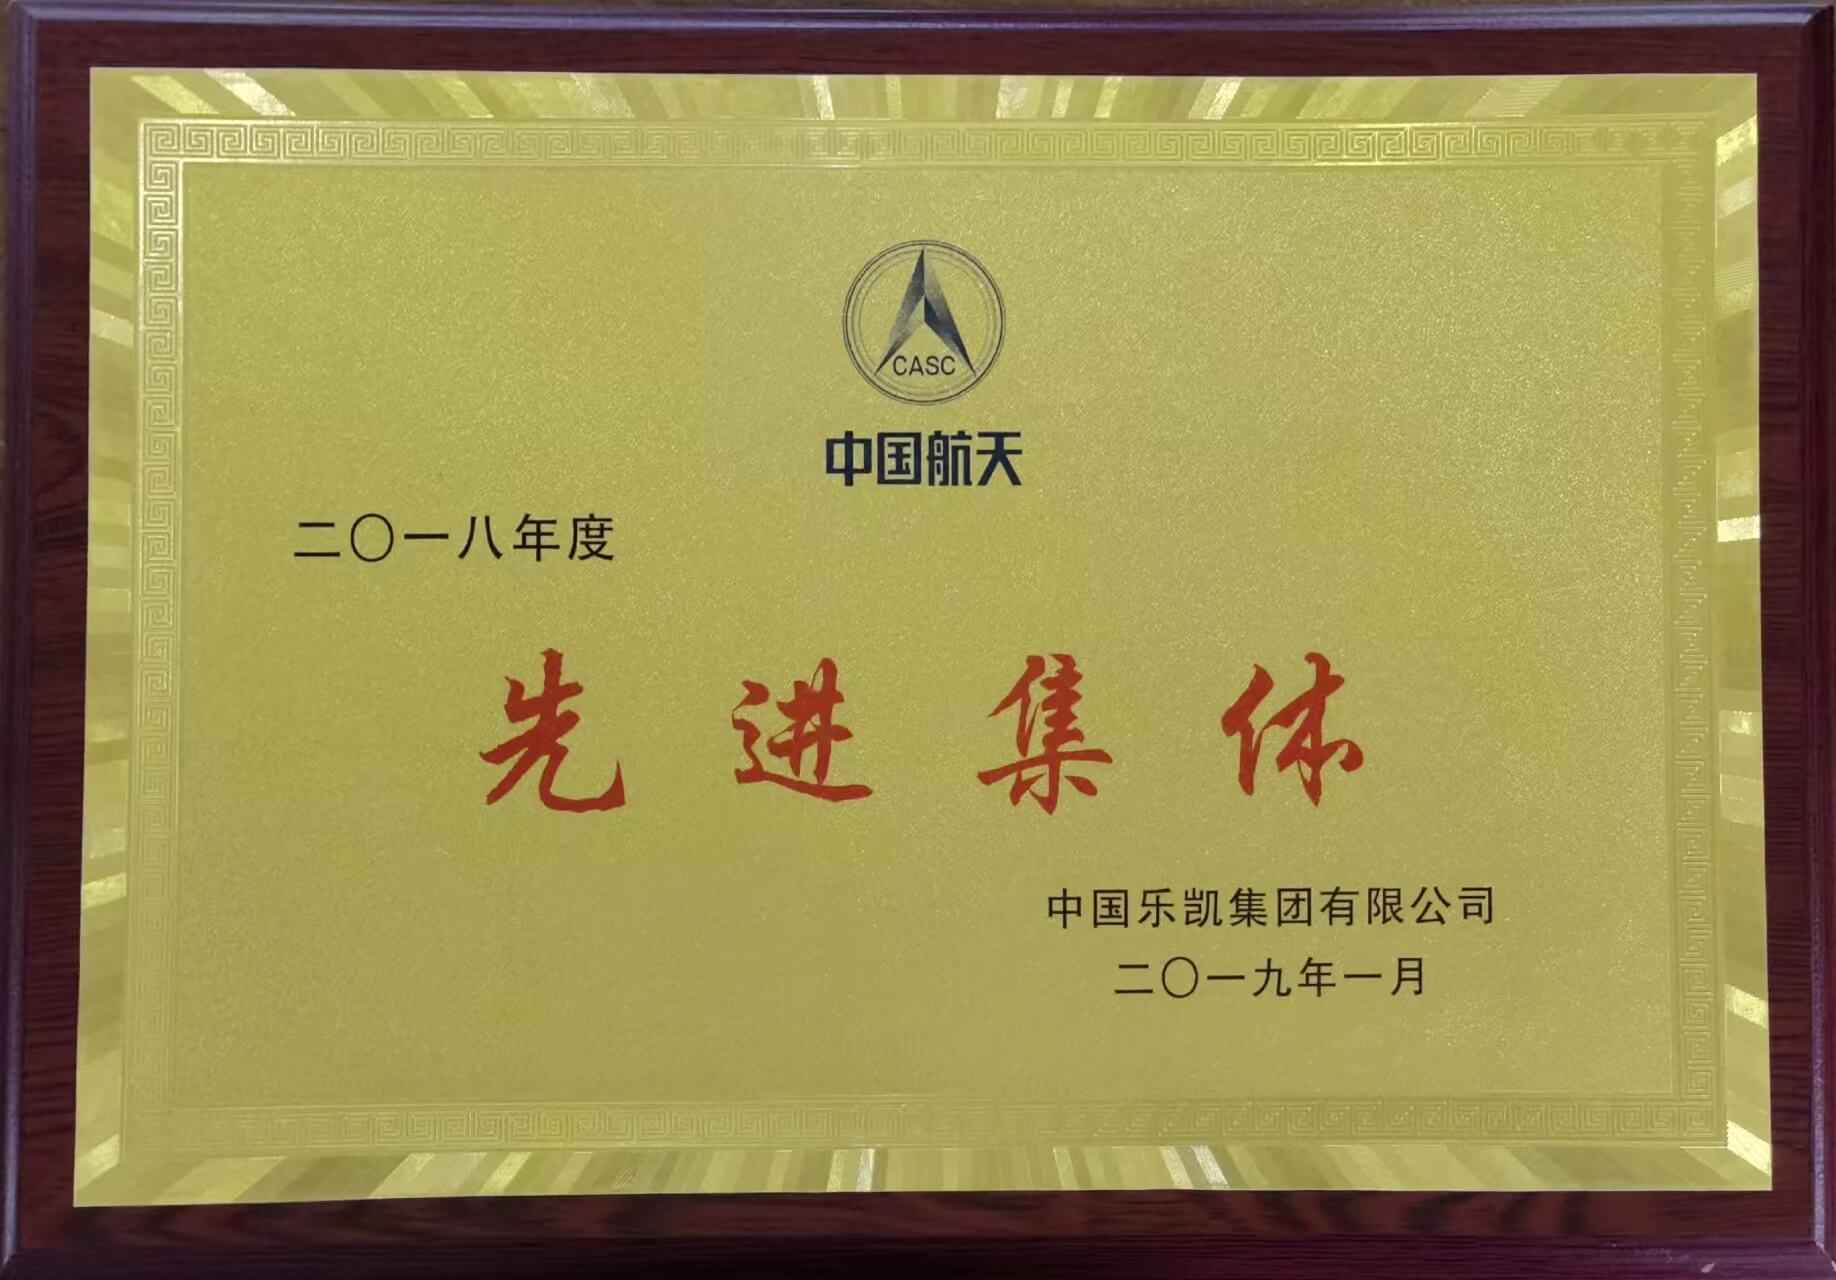 CASC
中国航天
二〇一八年度
先进集体
中国乐凯集团有限公司
二〇一九年一月